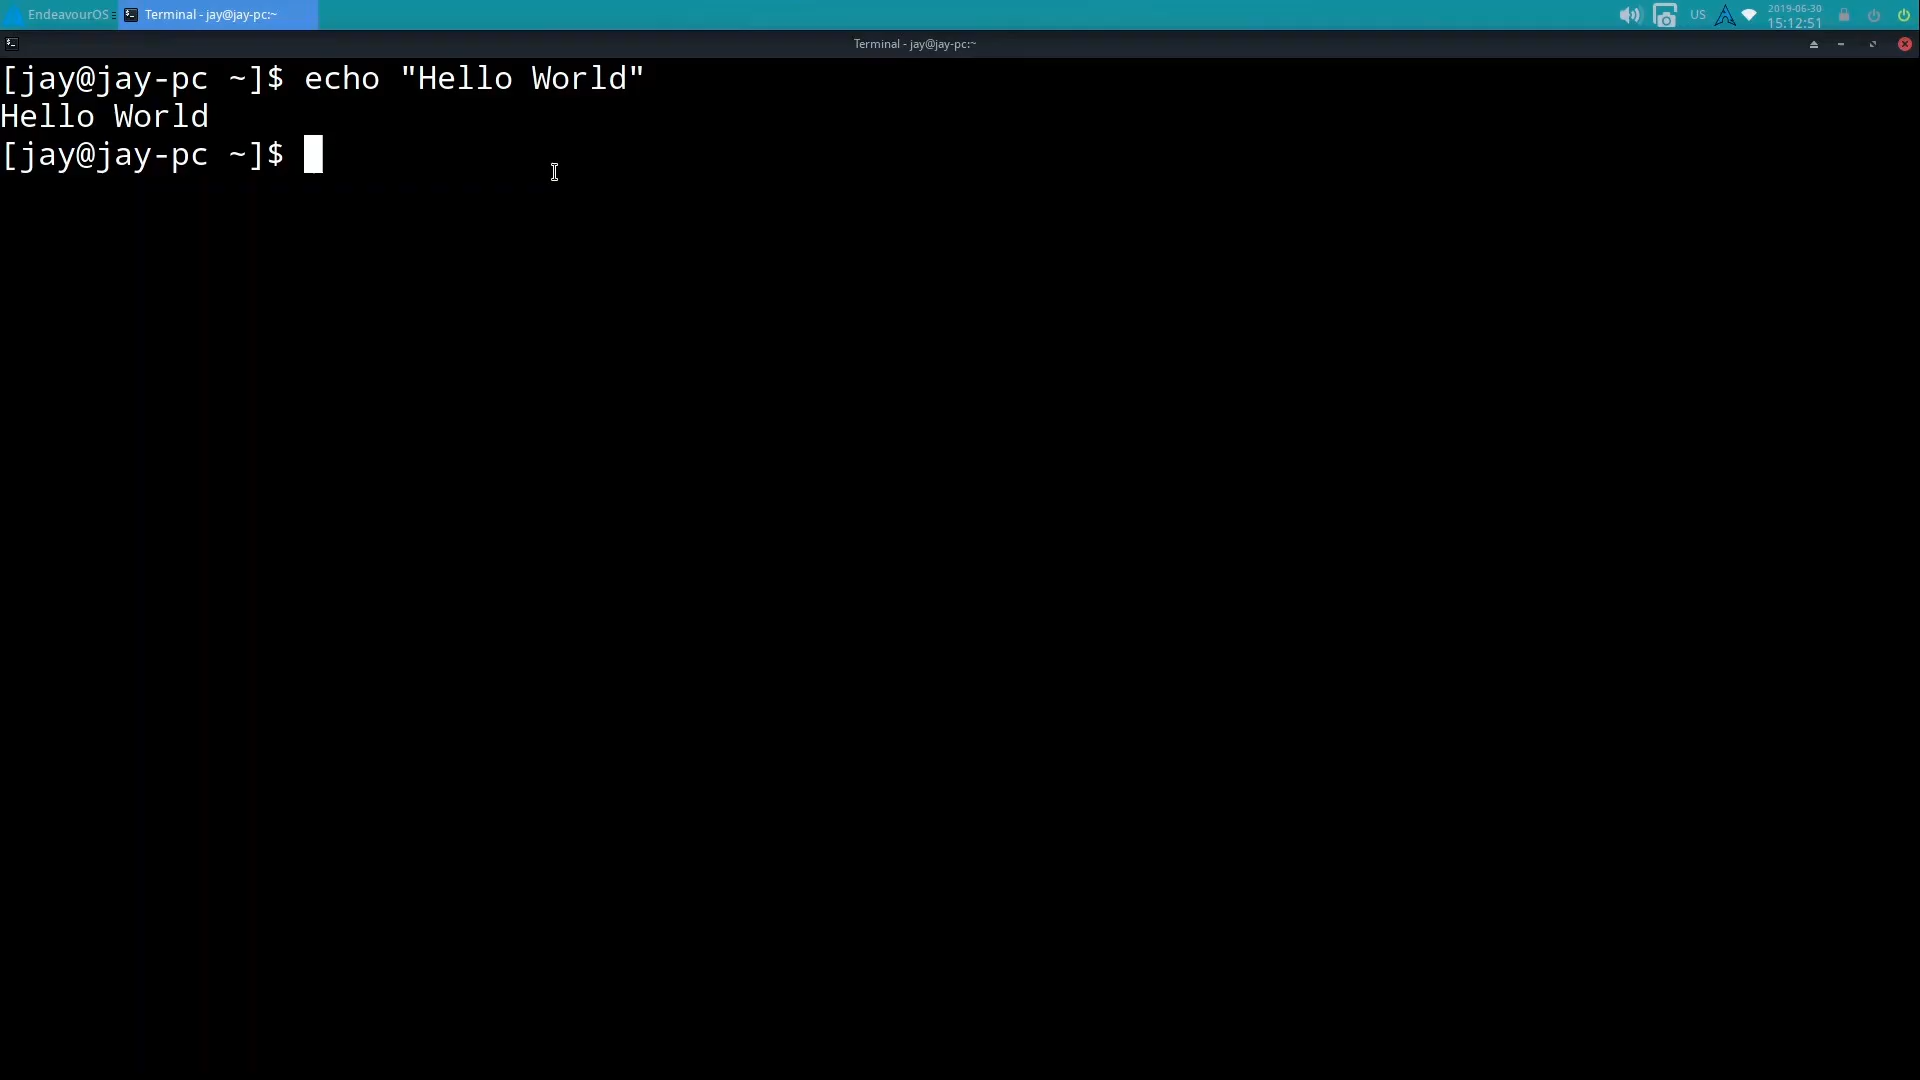 EndeavourOS
Terminal - jay@jay-pc:~
US
2019-06-30
15:12:51
Terminal - jay@jay-pc:~
[jay@jay-pc ~]$ echo "Hello World"
Hello World
[jay@jay-pc ~]$